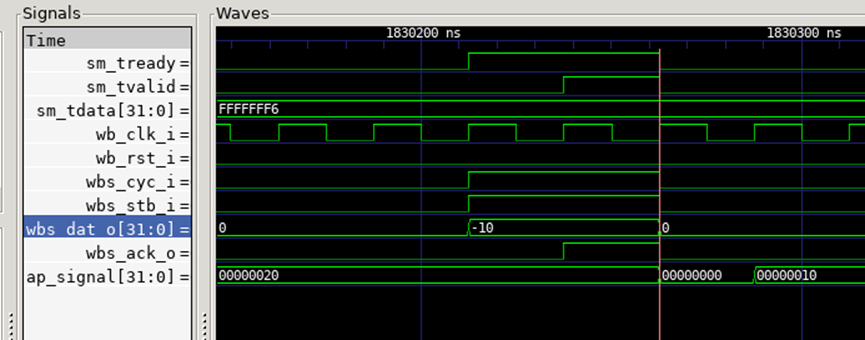 Signals
Waves
Time
1830200 ns
1830300 ns
sm_tready=
sm_tvalid=
sm_tdata[31:0]=
FFFFFFF6
wb_clk_i=
wb_rst_i=
wbs_cyc_i=
wbs_stb_i=
wbs_dat_o[31:0]=
0
-10
0
wbs_ack_o=
ap_signal[31:0]=
00000020
00000000
00000010